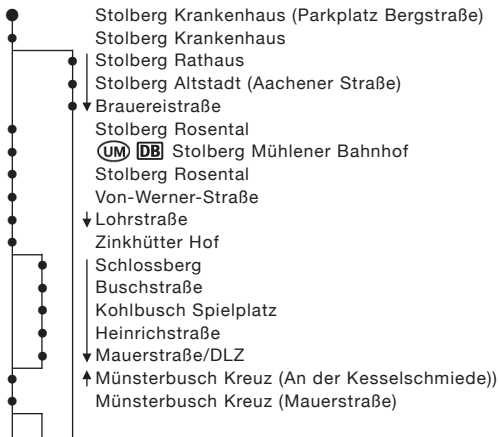 Stolberg Krankenhaus (Parkplatz Bergstraße)
Stolberg Krankenhaus
Stolberg Rathaus
Stolberg Altstadt (Aachener Straße)
Brauereistraße
Stolberg Rosental
UM DB Stolberg Mühlener Bahnhof
Stolberg Rosental
Von-Werner-Straße
Lohrstraße
Zinkhütter Hof
Schlossberg
Buschstraße
Kohlbusch Spielplatz
Heinrichstraße
Mauerstraße/DLZ
Münsterbusch Kreuz (An der Kesselschmiede))
Münsterbusch Kreuz (Mauerstraße)